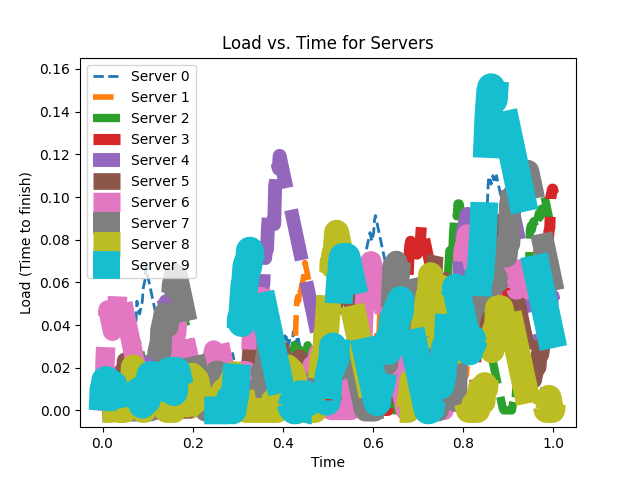 Load vs. Time for Servers
Load (Time to finish)
0.16
0.14
0.12
0.10
0.08
0.06
0.04
0.02
0.00
Server 0
Server 1
Server 2
Server 3
Server 4
Server 5
Server 6
Server 7
Server 8
Server 9
0.0 0.2 0.4 0.6 0.8 1.0
Time